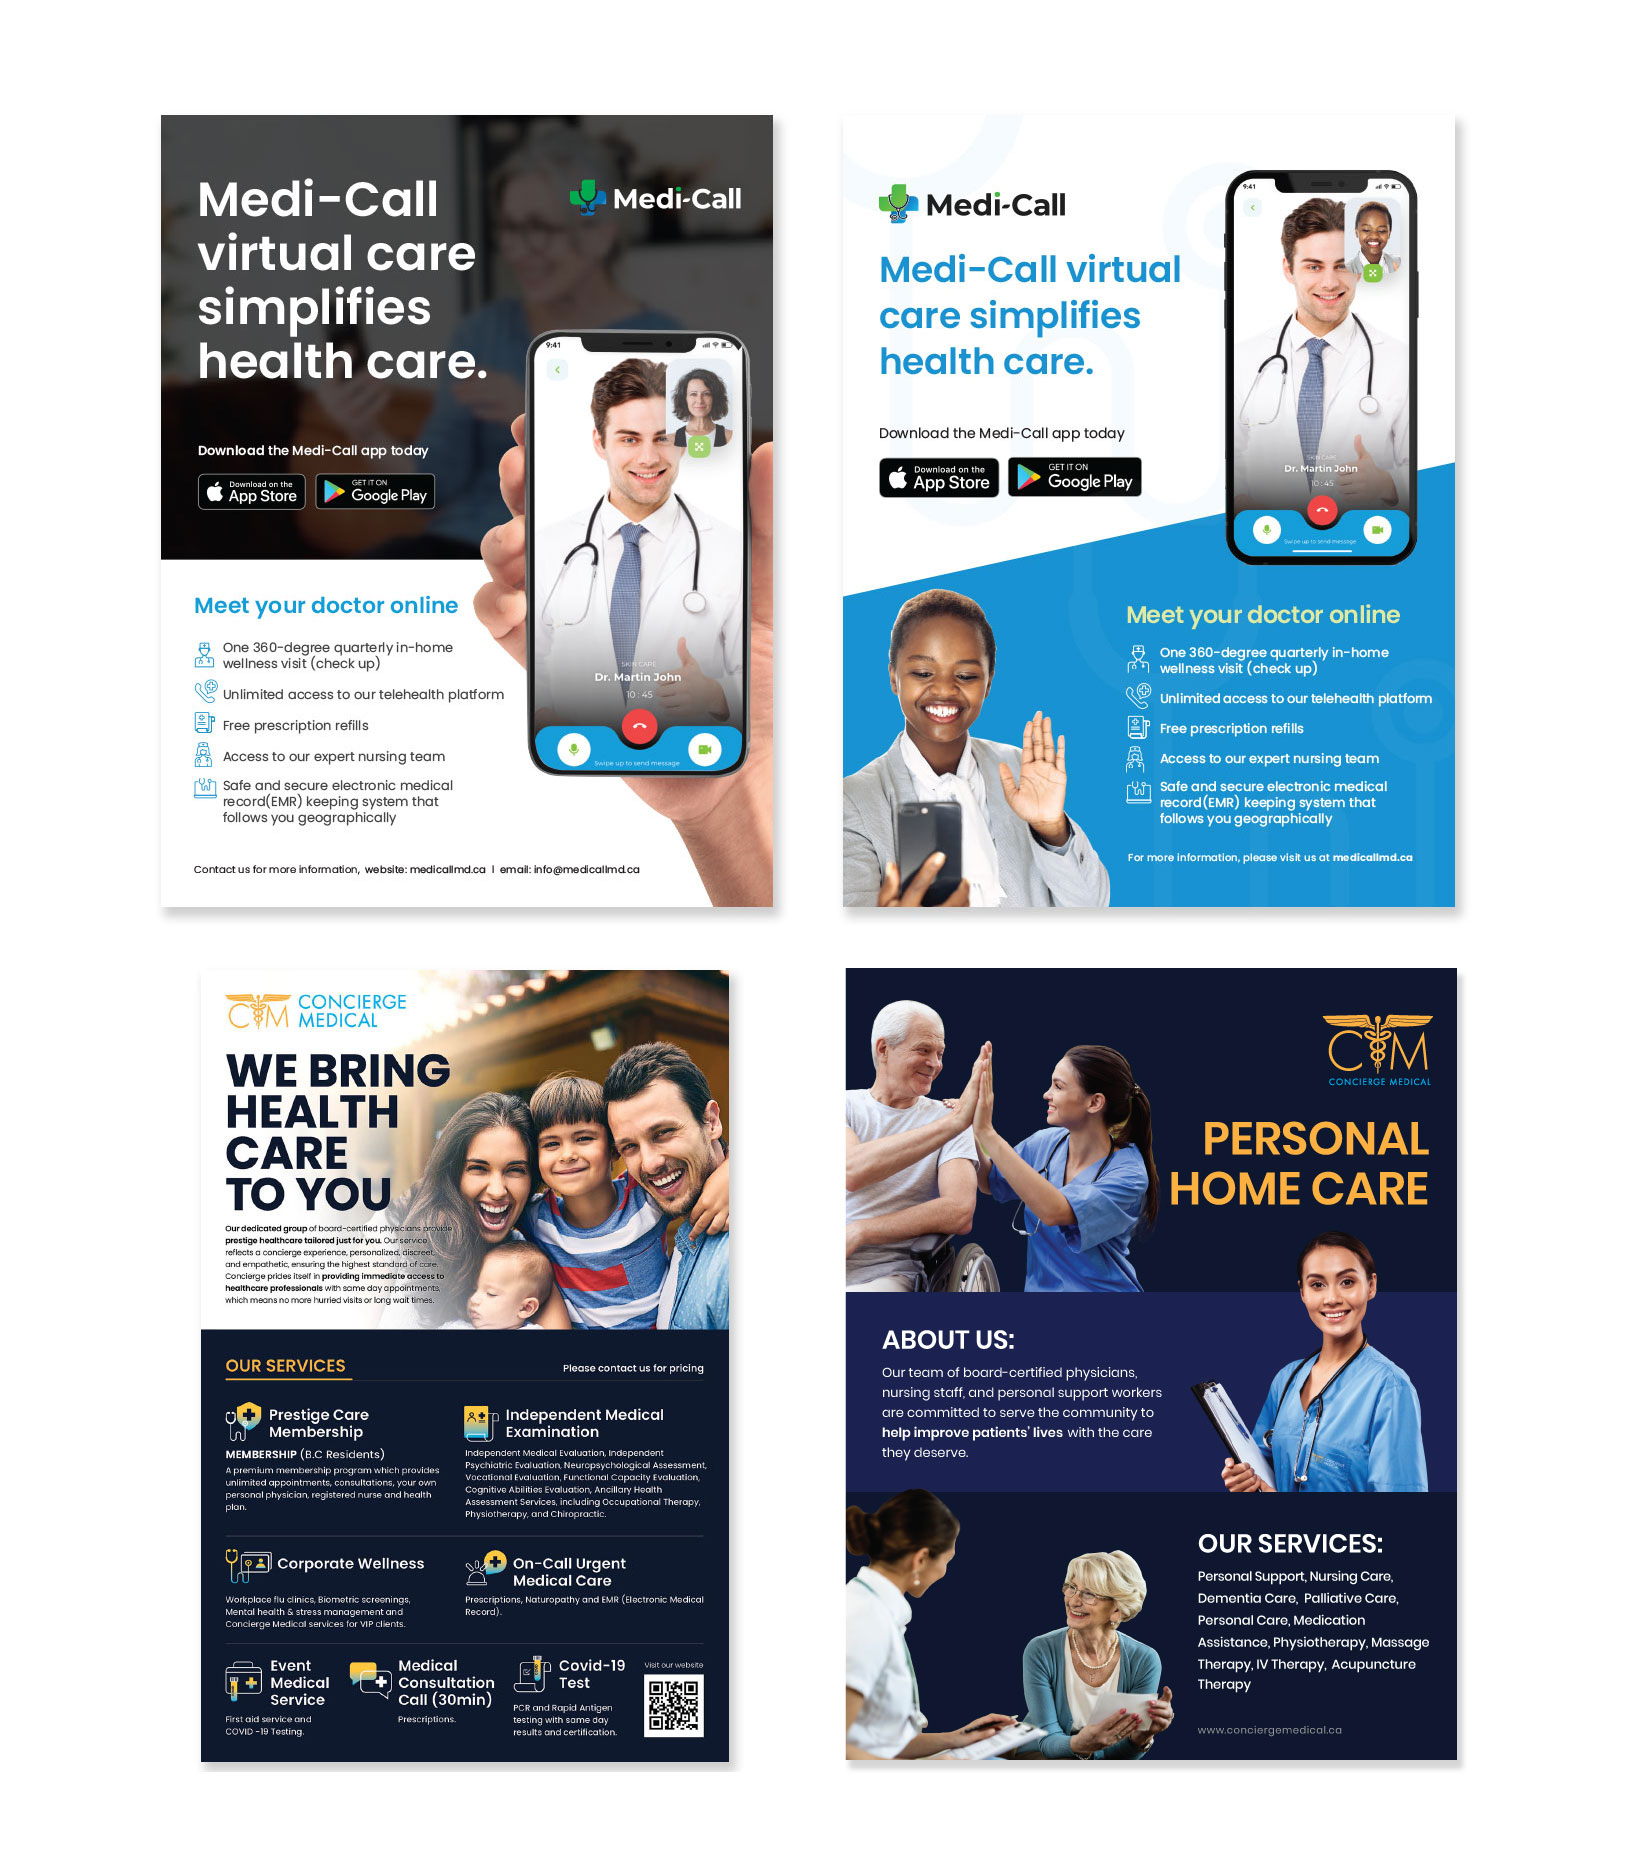 Medi-Call
virtual care
simplifies
health care.
Medi-Call
Download the Medi-Call app today
Download on the
App Store
GET IT ON
Google Play
9:41
SKIN CARE
Dr. Martin John
10 : 45
Swipe up to send message
Meet your doctor online
One 360-degree quarterly in-home
wellness visit (check up)
Unlimited access to our telehealth platform
Free prescription refills
Access to our expert nursing team
Safe and secure electronic medical
record(EMR) keeping system that
follows you geographically
Contact us for more information, website: medicallmd.ca | email: info@medicallmd.ca
Medi-Call
Medi-Call virtual
care simplifies
health care.
Download the Medi-Call app today
Download on the
App Store
GET IT ON
Google Play
9:41
SKIN CARE
Dr. Martin John
10 : 45
Swipe up to send message
Meet your doctor online
One 360-degree quarterly in-home
wellness visit (check up)
Unlimited access to our telehealth platform
Free prescription refills
Access to our expert nursing team
Safe and secure electronic medical
record(EMR) keeping system that
follows you geographically
For more information, please visit us at medicallmd.ca
CM
CONCIERGE
MEDICAL
WE BRING
HEALTH
CARE
TO YOU
Our dedicated group of board-certified physicians provide
prestige healthcare tailored just for you. Our service
reflects a concierge experience, personalized, discreet,
and empathetic, ensuring the highest standard of care.
Concierge prides itself in providing immediate access to
healthcare professionals with same day appointments,
which means no more hurried visits or long wait times.
OUR SERVICES
Please contact us for pricing
Prestige Care
Membership
MEMBERSHIP (B.C Residents)
A premium membership program which provides
unlimited appointments, consultations, your own
personal physician, registered nurse and health
plan.
Independent Medical
Examination
Independent Medical Evaluation, Independent
Psychiatric Evaluation, Neuropsychological Assessment,
Vocational Evaluation, Functional Capacity Evaluation,
Cognitive Abilities Evaluation, Ancillary Health
Assessment Services, including Occupational Therapy,
Physiotherapy, and Chiropractic.
Corporate Wellness
Workplace flu clinics, Biometric screenings,
Mental health & stress management and
Concierge Medical services for VIP clients.
On-Call Urgent
Medical Care
Prescriptions, Naturopathy and EMR (Electronic Medical
Record).
Event
Medical
Service
First aid service and
COVID -19 Testing.
Medical
Consultation
Call (30min)
Prescriptions.
Covid-19
Test
PCR and Rapid Antigen
testing with same day
results and certification.
Visit our website
CM
CONCIERGE MEDICAL
PERSONAL
HOME CARE
ABOUT US:
Our team of board-certified physicians,
nursing staff, and personal support workers
are committed to serve the community to
help improve patients' lives with the care
they deserve.
OUR SERVICES:
Personal Support, Nursing Care,
Dementia Care, Palliative Care,
Personal Care, Medication
Assistance, Physiotherapy, Massage
Therapy, IV Therapy, Acupuncture
Therapy
www.conciergemedical.ca